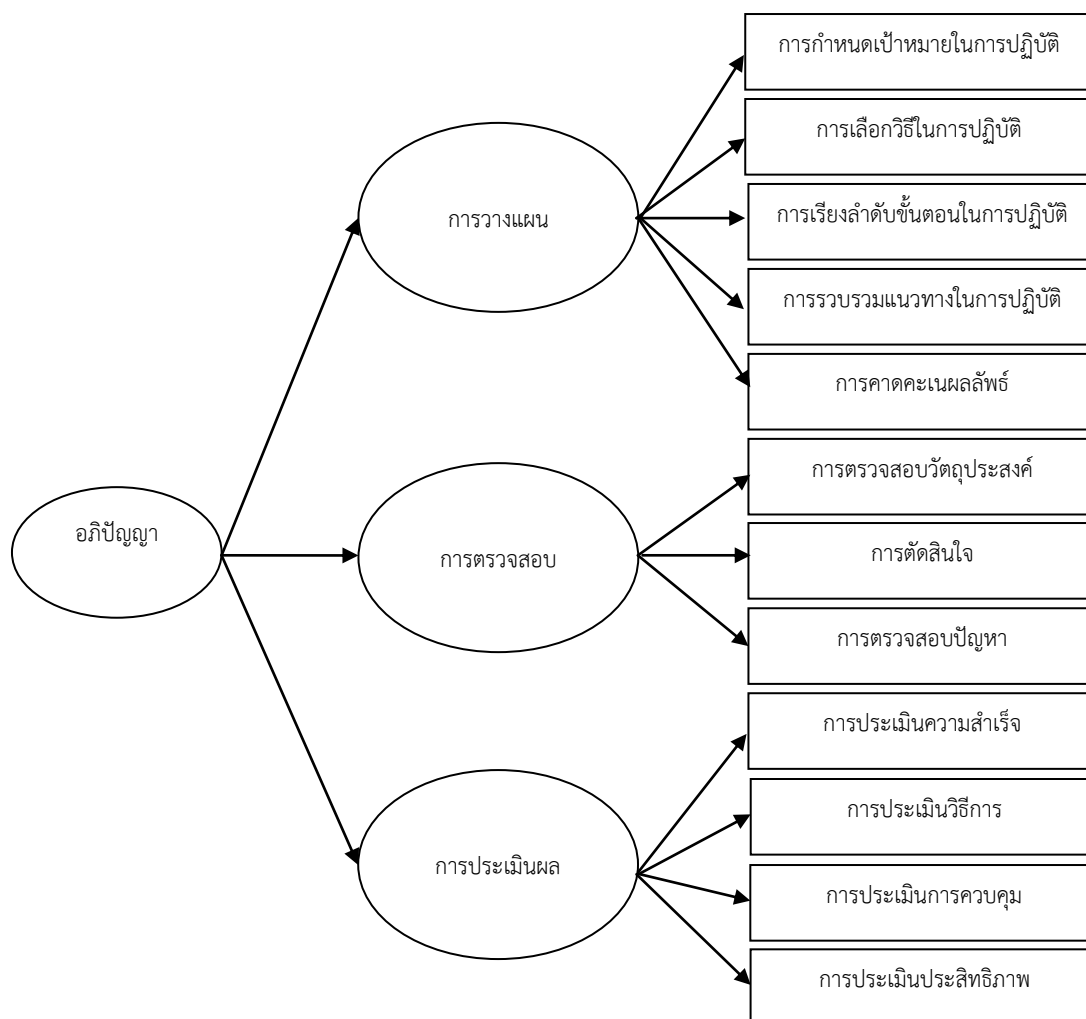 การกำหนดเป้าหมายในการปฏิบัติ
การเลือกวิธีในการปฏิบัติ
การวางแผน
การเรียงลำดับขั้นตอนในการปฏิบัติ
การรวบรวมแนวทางในการปฏิบัติ
การคาดคะเนผลลัพธ์
การตรวจสอบวัตถุประสงค์
อภิปัญญา
การตรวจสอบ
การตัดสินใจ
การตรวจสอบปัญหา
การประเมินความสำเร็จ
การประเมินวิธีการ
การประเมินผล
การประเมินการควบคุม
การประเมินประสิทธิภาพ